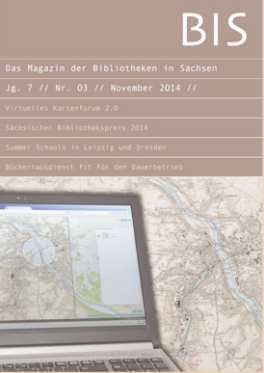 BIS
Das Magazin der Bibliotheken in Sachsen
Jg. 7 // Nr. 03 // November 2014 //
Virtuelles Kartenforum 2.0
Sächsischer Bibliothekspreis 2014
Summer Schools in Leipzig und Dresden
Bücherhausdienst fit für den Dauerbetrieb